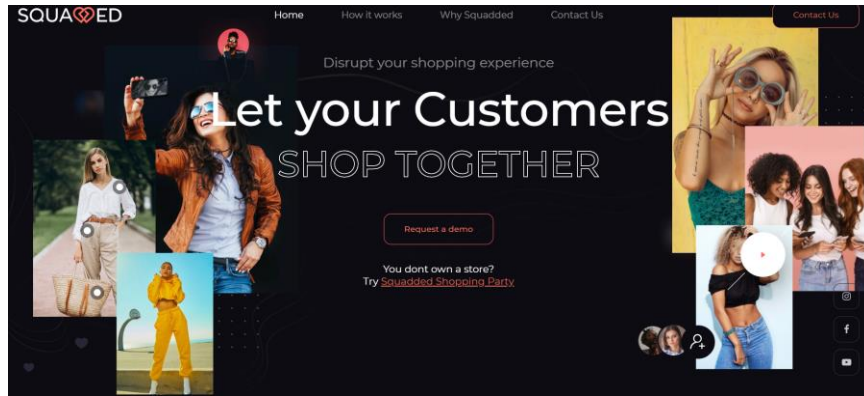 SQUADDED
Home How it works Why Squadded Contact Us Contact Us
Disrupt your shopping experience
Let your Customers
SHOP TOGETHER
Request a demo
You dont own a store?
Try Squadded Shopping Party